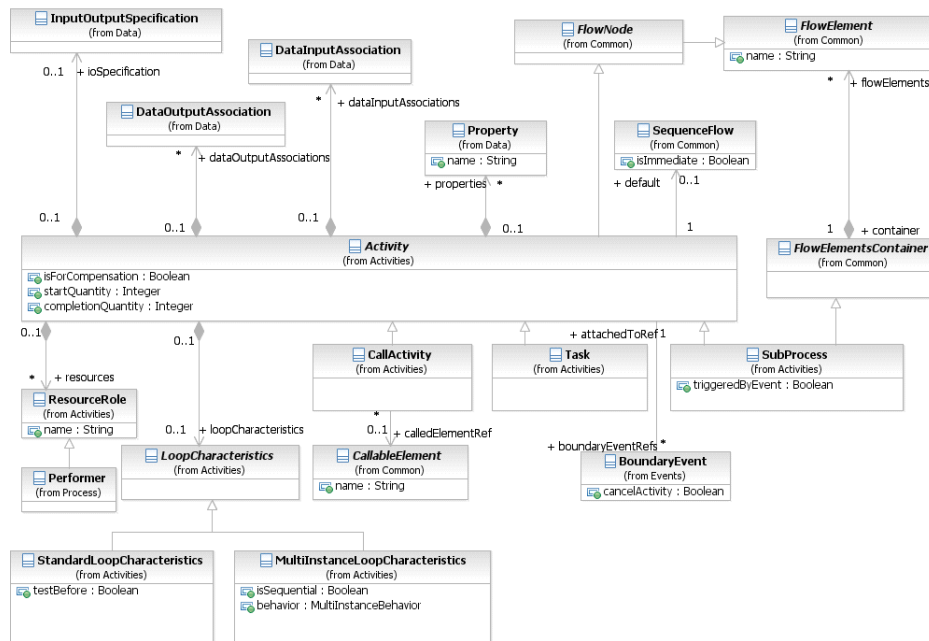 InputOutputSpecification
(from Data)
DataInputAssociation
(from Data)
FlowNode
(from Common)
FlowElement
(from Common)
name : String
0..1 + ioSpecification
* + dataInputAssociations
* + flowElements
DataOutputAssociation
(from Data)
* + dataOutputAssociations
Property
(from Data)
name : String
+ properties *
SequenceFlow
(from Common)
isImmediate : Boolean
+ default 0..1
0..1
0..1
0..1
0..1
1
1 + container
Activity
(from Activities)
isForCompensation : Boolean
startQuantity : Integer
completionQuantity : Integer
FlowElementsContainer
(from Common)
0..1
0..1
+ attachedToRef 1
CallActivity
(from Activities)
Task
(from Activities)
SubProcess
(from Activities)
triggeredByEvent : Boolean
* + resources
ResourceRole
(from Activities)
name : String
0..1 + loopCharacteristics
*
0..1 + calledElementRef
+ boundaryEventRefs *
LoopCharacteristics
(from Activities)
CallableElement
(from Common)
name : String
BoundaryEvent
(from Events)
cancelActivity : Boolean
Performer
(from Process)
StandardLoopCharacteristics
(from Activities)
testBefore : Boolean
MultiInstanceLoopCharacteristics
(from Activities)
isSequential : Boolean
behavior : MultiInstanceBehavior